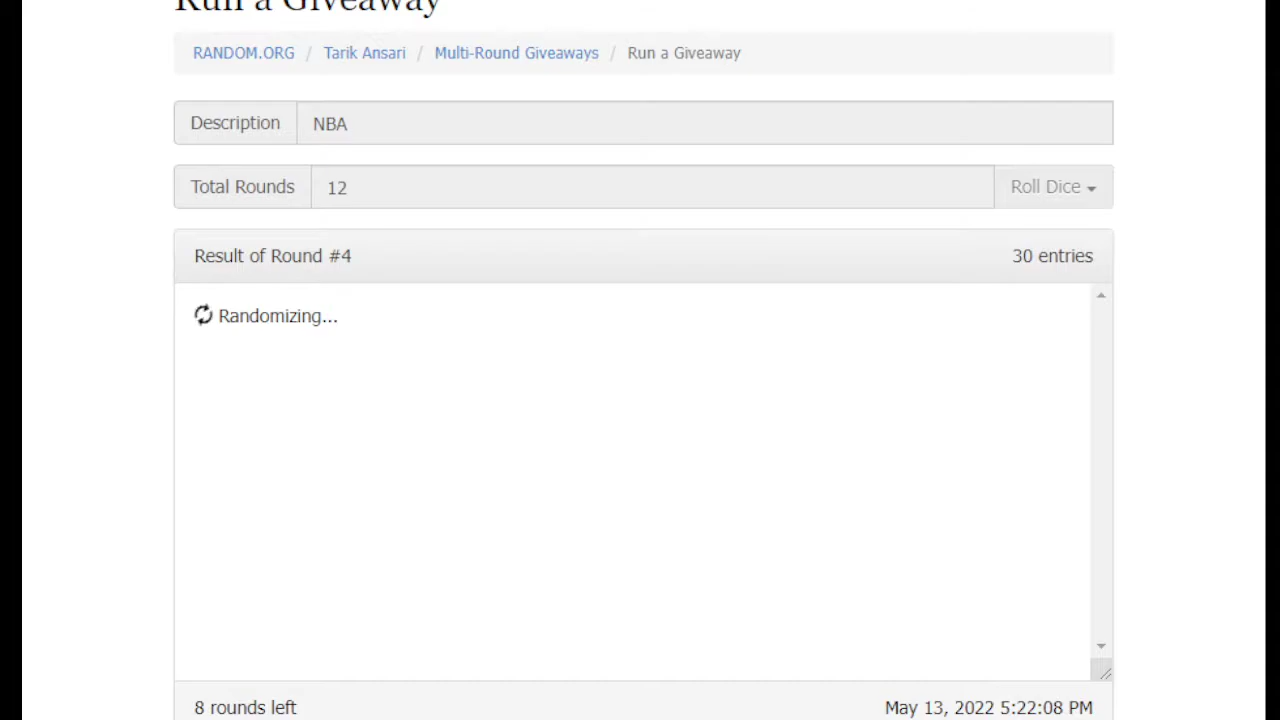 Run a Giveaway
RANDOM.ORG / Tarik Ansari / Multi-Round Giveaways / Run a Giveaway
Description NBA
Total Rounds 12 Roll Dice
Result of Round #4 30 entries
Randomizing...
8 rounds left May 13, 2022 5:22:08 PM